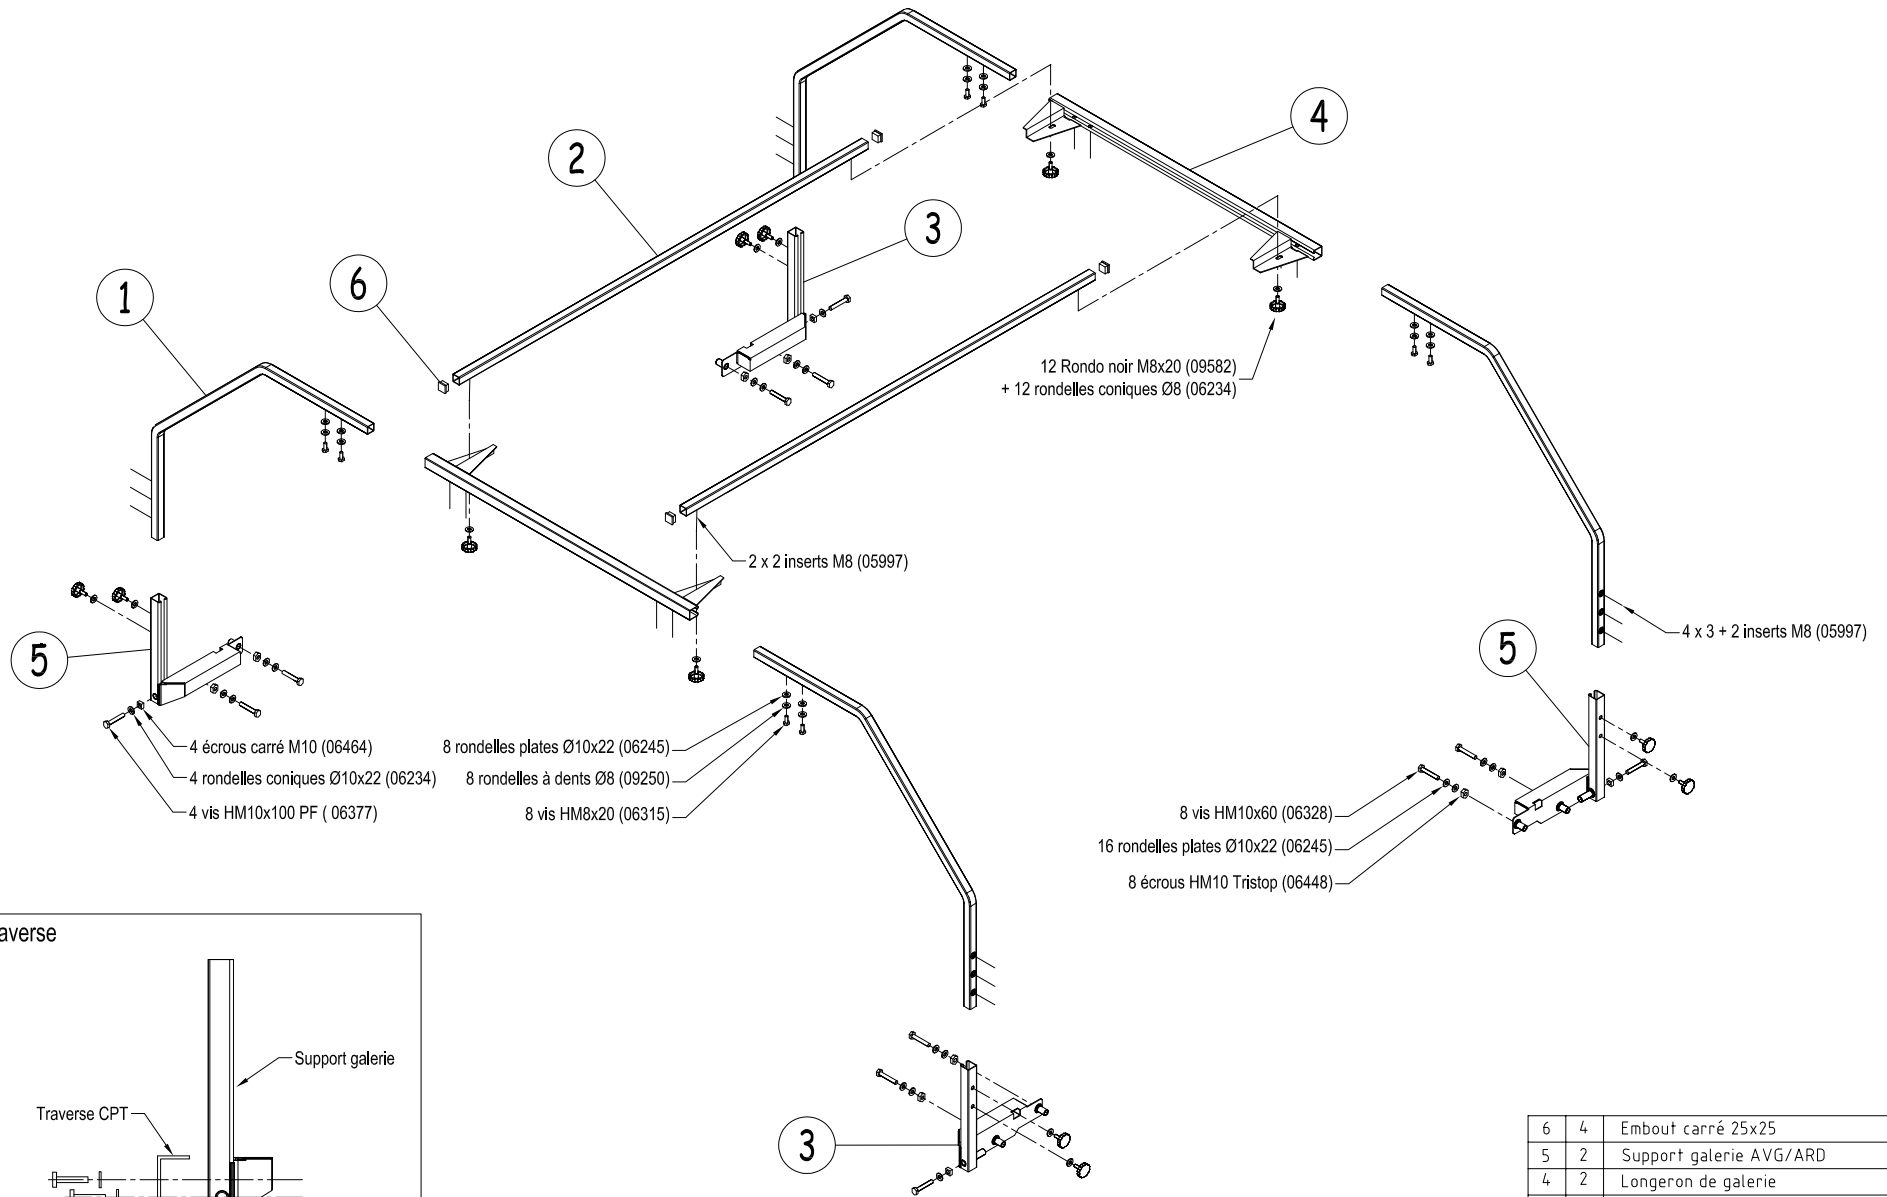 4
2
3
6
1
12 Rondo noir M8x20 (09582)
+ 12 rondelles coniques Ø8 (06234)
2 x 2 inserts M8 (05997)
4 x 3 + 2 inserts M8 (05997)
5
5
4 écrous carré M10 (06464)
4 rondelles coniques Ø10x22 (06234)
4 vis HM10x100 PF ( 06377)
8 rondelles plates Ø10x22 (06245)
8 rondelles à dents Ø8 (09250)
8 vis HM8x20 (06315)
8 vis HM10x60 (06328)
16 rondelles plates Ø10x22 (06245)
8 écrous HM10 Tristop (06448)
averse
Support galerie
Traverse CPT
3
6 4 Embout carré 25x25
5 2 Support galerie AVG/ARD
4 2 Longeron de galerie